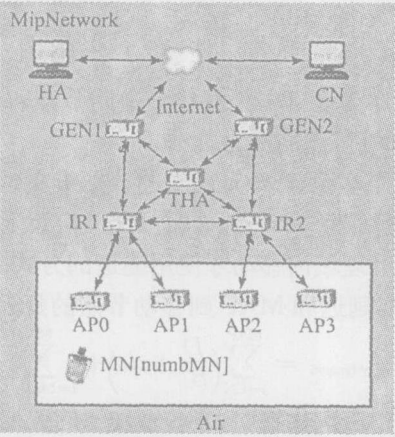 MipNetwork
HA
CN
Internet
GEN1
GEN2
THA
IR1
IR2
AP0
AP1
AP2
AP3
MN[numbMN]
Air